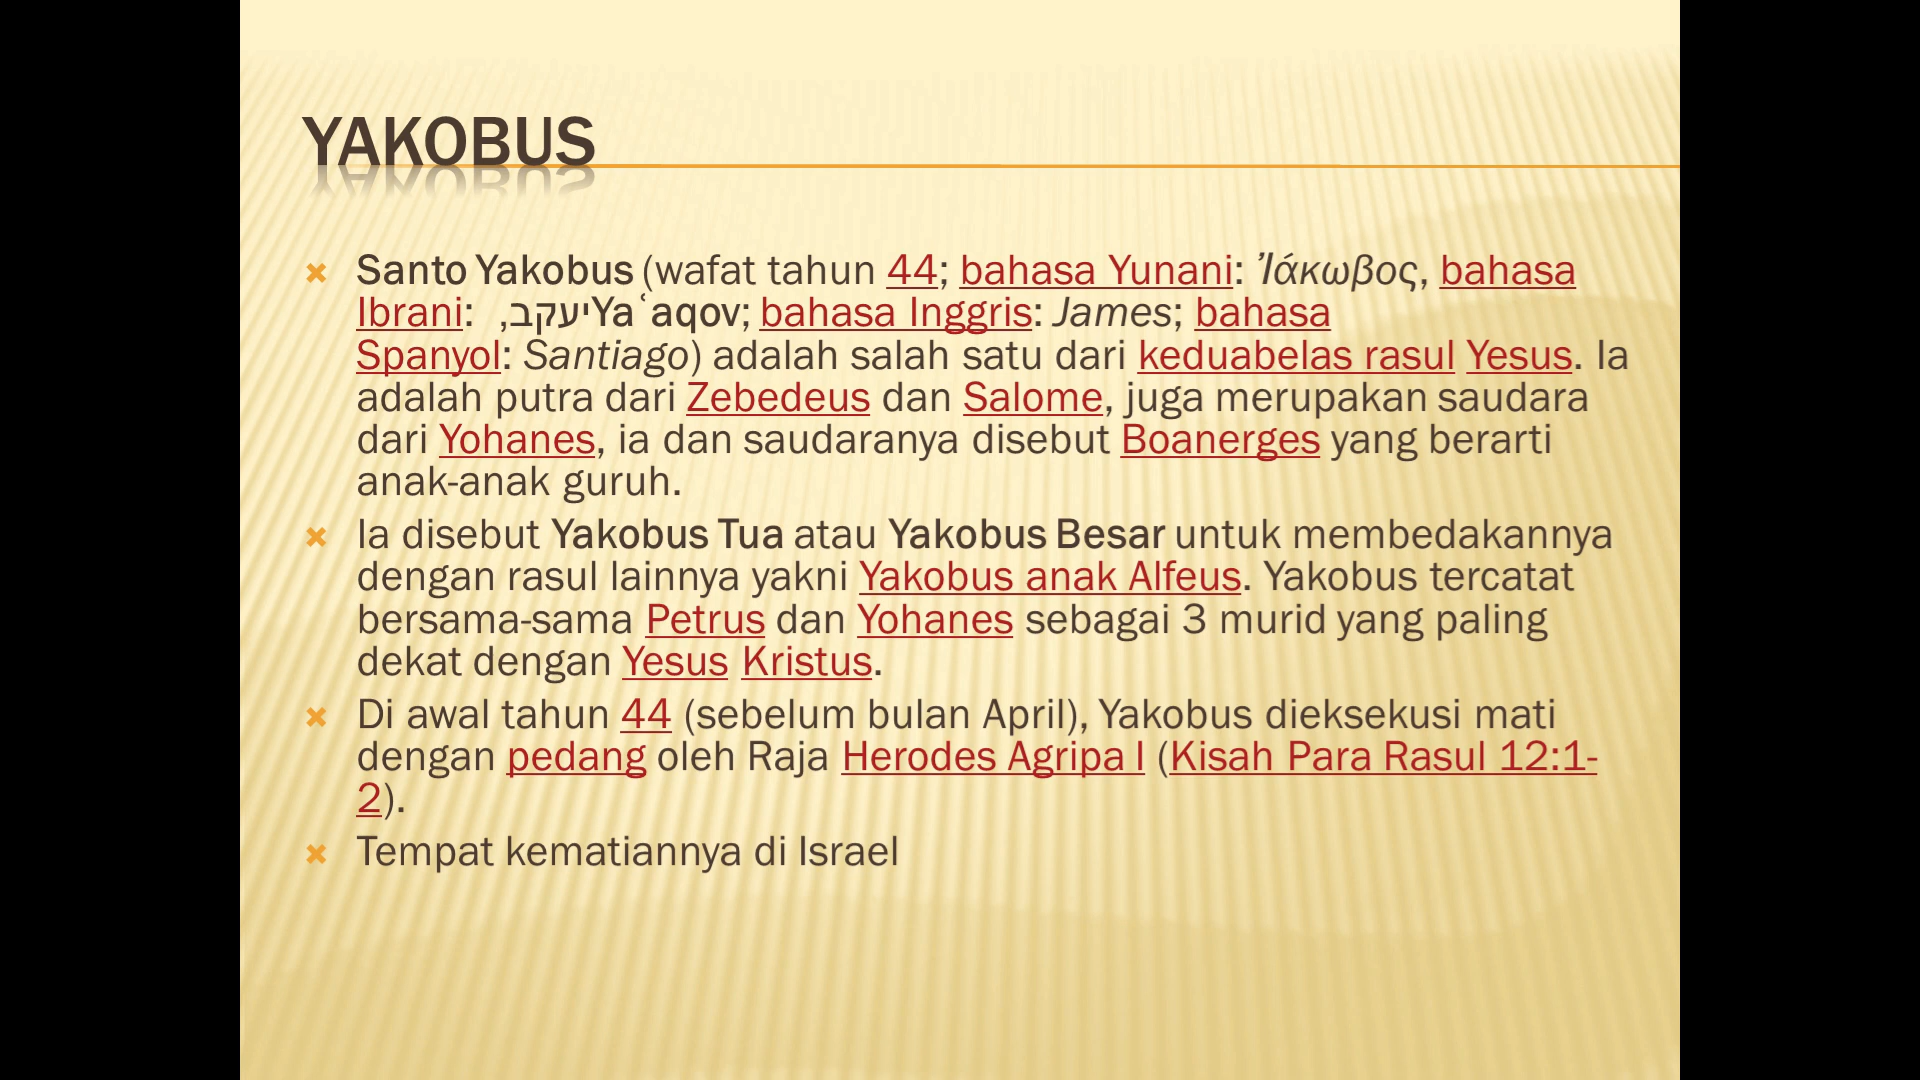 YAKOBUS
Santo Yakobus (wafat tahun 44; bahasa Yunani: Ἰάκωβος, bahasa
Ibrani: יעקב, Yaʿaqov; bahasa Inggris: James; bahasa
Spanyol: Santiago) adalah salah satu dari keduabelas rasul Yesus. Ia
adalah putra dari Zebedeus dan Salome, juga merupakan saudara
dari Yohanes, ia dan saudaranya disebut Boanerges yang berarti
anak-anak guruh.
Ia disebut Yakobus Tua atau Yakobus Besar untuk membedakannya
dengan rasul lainnya yakni Yakobus anak Alfeus. Yakobus tercatat
bersama-sama Petrus dan Yohanes sebagai 3 murid yang paling
dekat dengan Yesus Kristus.
Di awal tahun 44 (sebelum bulan April), Yakobus dieksekusi mati
dengan pedang oleh Raja Herodes Agripa I (Kisah Para Rasul 12:1-
2).
Tempat kematiannya di Israel